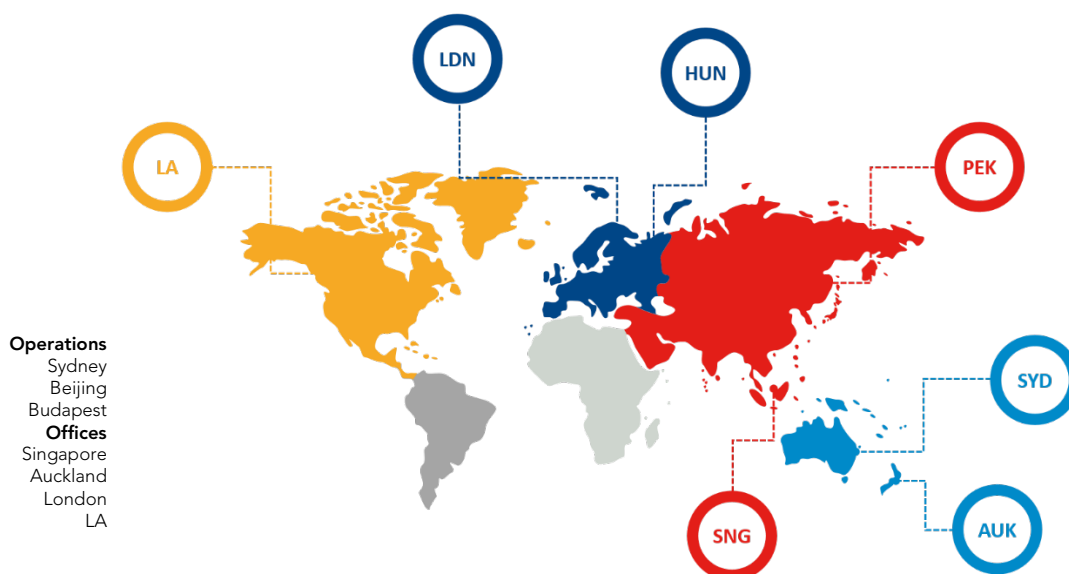 LDN
HUN
LA
PEK
Operations
Sydney
Beijing
Budapest
Offices
Singapore
Auckland
London
LA
SYD
SNG
AUK